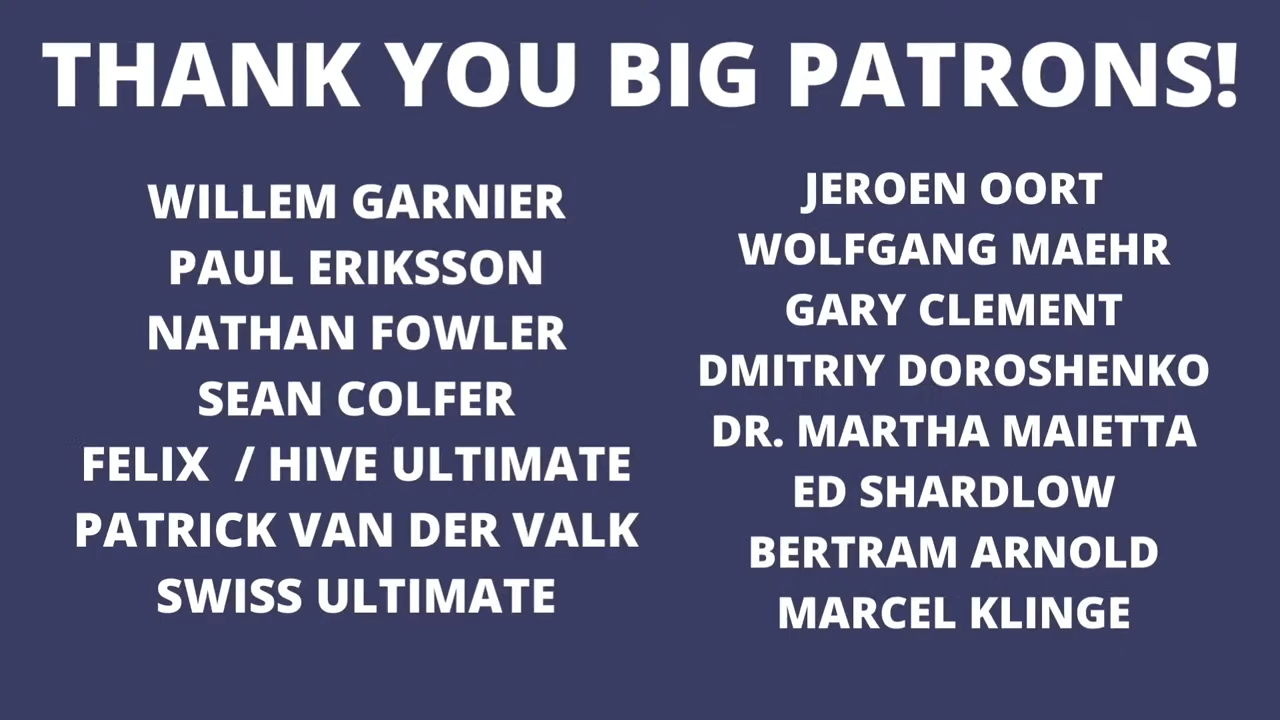 THANK YOU BIG PATRONS!
WILLEM GARNIER
PAUL ERIKSSON
NATHAN FOWLER
SEAN COLFER
FELIX  / HIVE ULTIMATE
PATRICK VAN DER VALK
SWISS ULTIMATE
JEROEN OORT
WOLFGANG MAEHR
GARY CLEMENT
DMITRIY DOROSHENKO
DR. MARTHA MAIETTA
ED SHARDLOW
BERTRAM ARNOLD
MARCEL KLINGE